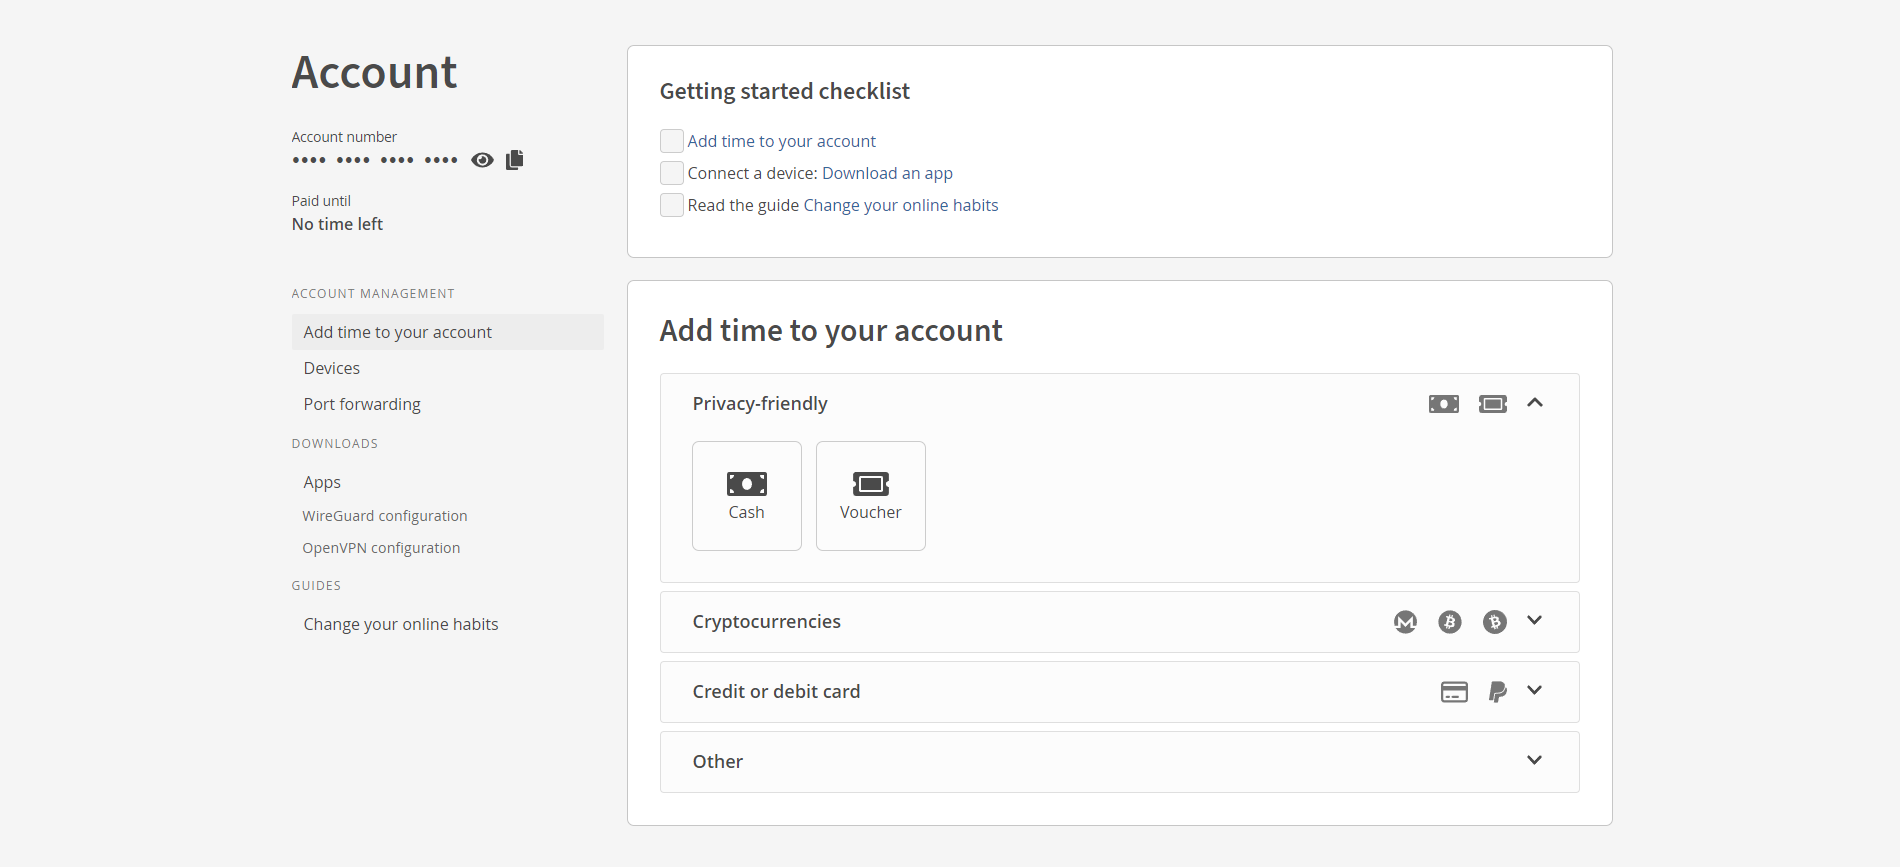 Account
Account number
•••• •••• •••• ••••
Paid until
No time left
ACCOUNT MANAGEMENT
Add time to your account
Devices
Port forwarding
DOWNLOADS
Apps
WireGuard configuration
OpenVPN configuration
GUIDES
Change your online habits
Getting started checklist
Add time to your account
Connect a device: Download an app
Read the guide Change your online habits
Add time to your account
Privacy-friendly
Cash
Voucher
Cryptocurrencies
Credit or debit card
Other